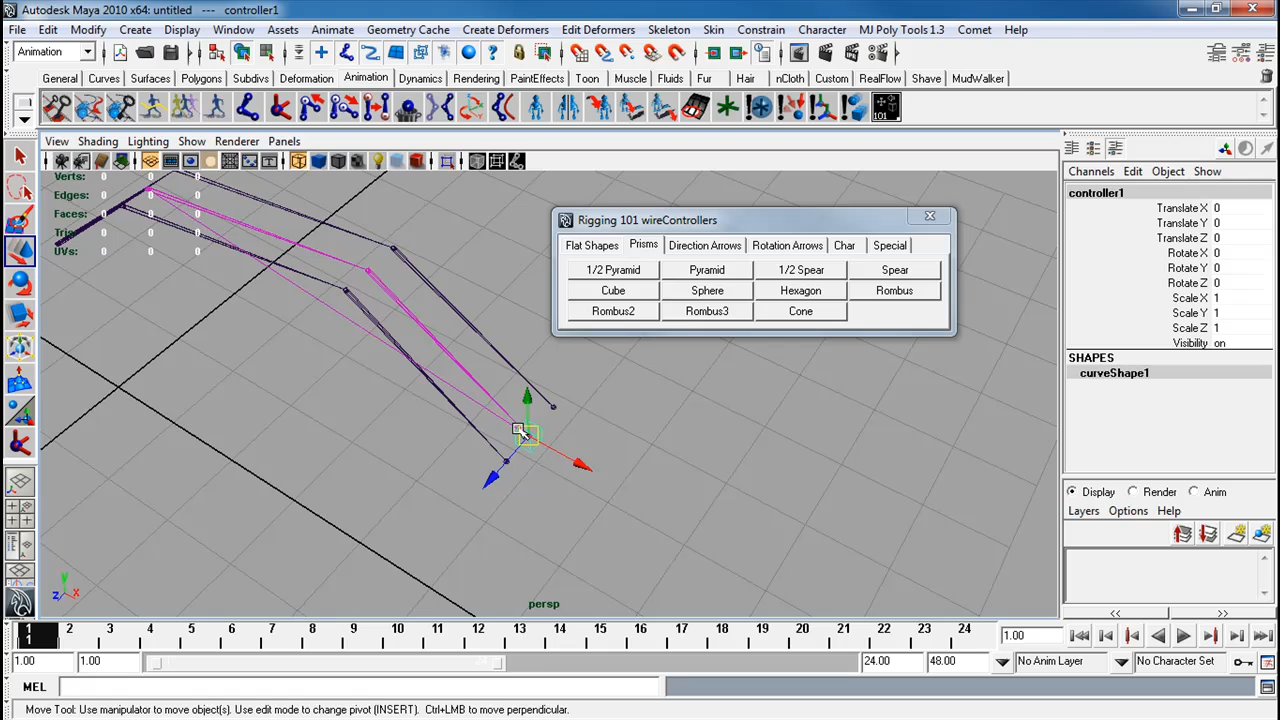 Autodesk Maya 2010 x64: untitled --- controller1
File Edit Modify Create Display Window Assets Animate Geometry Cache Create Deformers Edit Deformers Skeleton Skin Constrain Character MJ Poly Tools 1.3 Comet Help
Animation
General Curves Surfaces Polygons Subdivs Deformation Animation Dynamics Rendering PaintEffects Toon Muscle Fluids Fur Hair nCloth Custom RealFlow Shave MudWalker
101
View Shading Lighting Show Renderer Panels
Verts: 0 0 0
Edges: 0 0 0
Faces: 0 0 0
Tris: 0 0 0
UVs: 0 0 0
Rigging 101 wireControllers
Flat Shapes Prisms Direction Arrows Rotation Arrows Char Special
1/2 Pyramid Pyramid 1/2 Spear Spear
Cube Sphere Hexagon Rombus
Rombus2 Rombus3 Cone
Channels Edit Object Show
controller1
Translate X 0
Translate Y 0
Translate Z 0
Rotate X 0
Rotate Y 0
Rotate Z 0
Scale X 1
Scale Y 1
Scale Z 1
Visibility on
SHAPES
curveShape1
Display Render Anim
Layers Options Help
y
z x
persp
<< >>
1 2 3 4 5 6 7 8 9 10 11 12 13 14 15 16 17 18 19 20 21 22 23 24
1
1.00
1.00 1.00 24.00 48.00 No Anim Layer No Character Set
MEL
Move Tool: Use manipulator to move object(s). Use edit mode to change pivot (INSERT). Ctrl+LMB to move perpendicular.